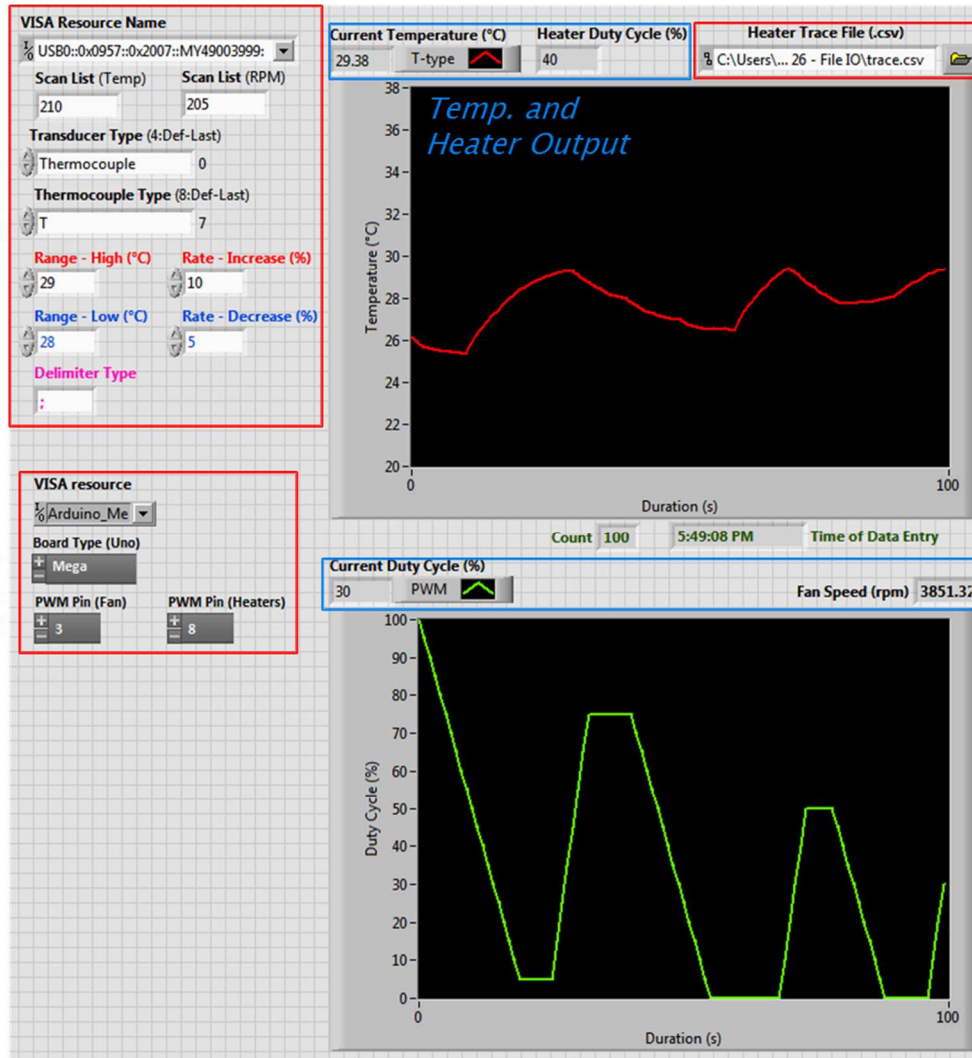 VISA Resource Name
USB0::0x0957::0x2007::MY49003999:
Scan List (Temp) Scan List (RPM)
210 205
Transducer Type (4:Def-Last)
Thermocouple 0
Thermocouple Type (8:Def-Last)
T 7
Range - High (°C) Rate - Increase (%)
29 10
Range - Low (°C) Rate - Decrease (%)
28 5
Delimiter Type
;
VISA resource
Arduino_Me
Board Type (Uno)
Mega
PWM Pin (Fan) PWM Pin (Heaters)
3 8
Current Temperature (°C) Heater Duty Cycle (%)
29.38 T-type 40
Heater Trace File (.csv)
C:\Users\... 26 - File IO\trace.csv
Temp. and
Heater Output
Temperature (°C)
38
36
34
32
30
28
26
24
22
20
0 100
Duration (s)
Count 100 5:49:08 PM Time of Data Entry
Current Duty Cycle (%)
30 PWM Fan Speed (rpm) 3851.32
Duty Cycle (%)
100
90
80
70
60
50
40
30
20
10
0
0 100
Duration (s)